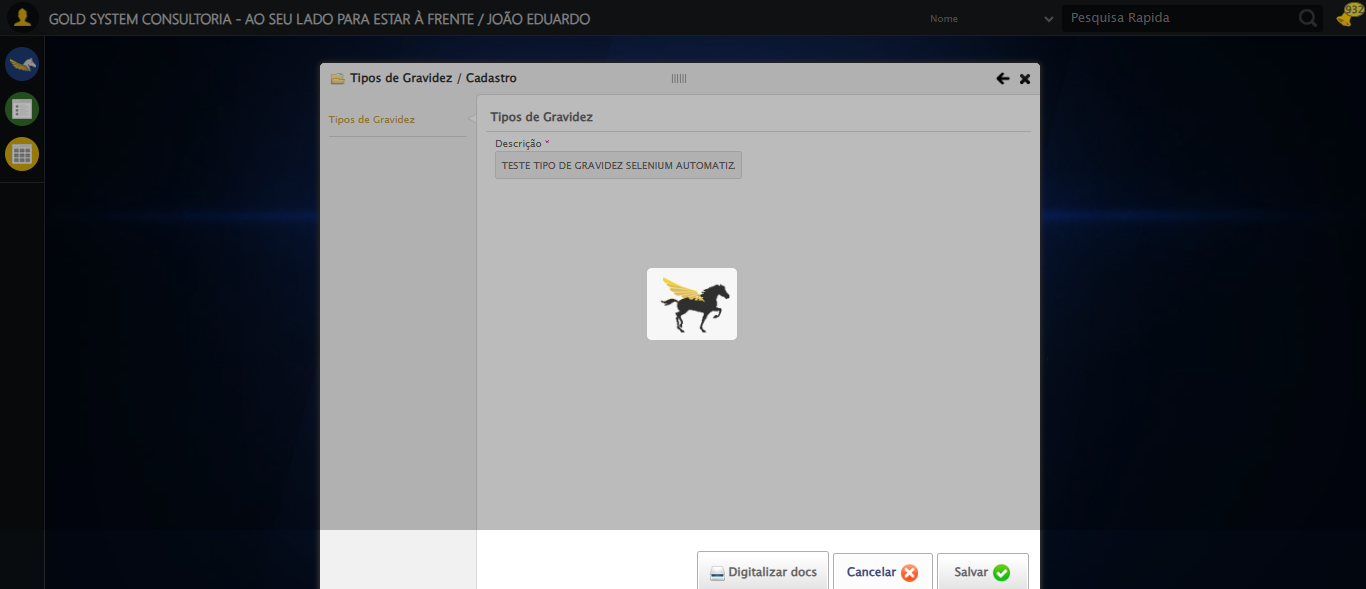 GOLD SYSTEM CONSULTORIA - AO SEU LADO PARA ESTAR À FRENTE / JOÃO EDUARDO
Nome
Pesquisa Rapida
932
Tipos de Gravidez / Cadastro
Tipos de Gravidez
Tipos de Gravidez
Descrição *
TESTE TIPO DE GRAVIDEZ SELENIUM AUTOMATIZ
Digitalizar docs
Cancelar
Salvar